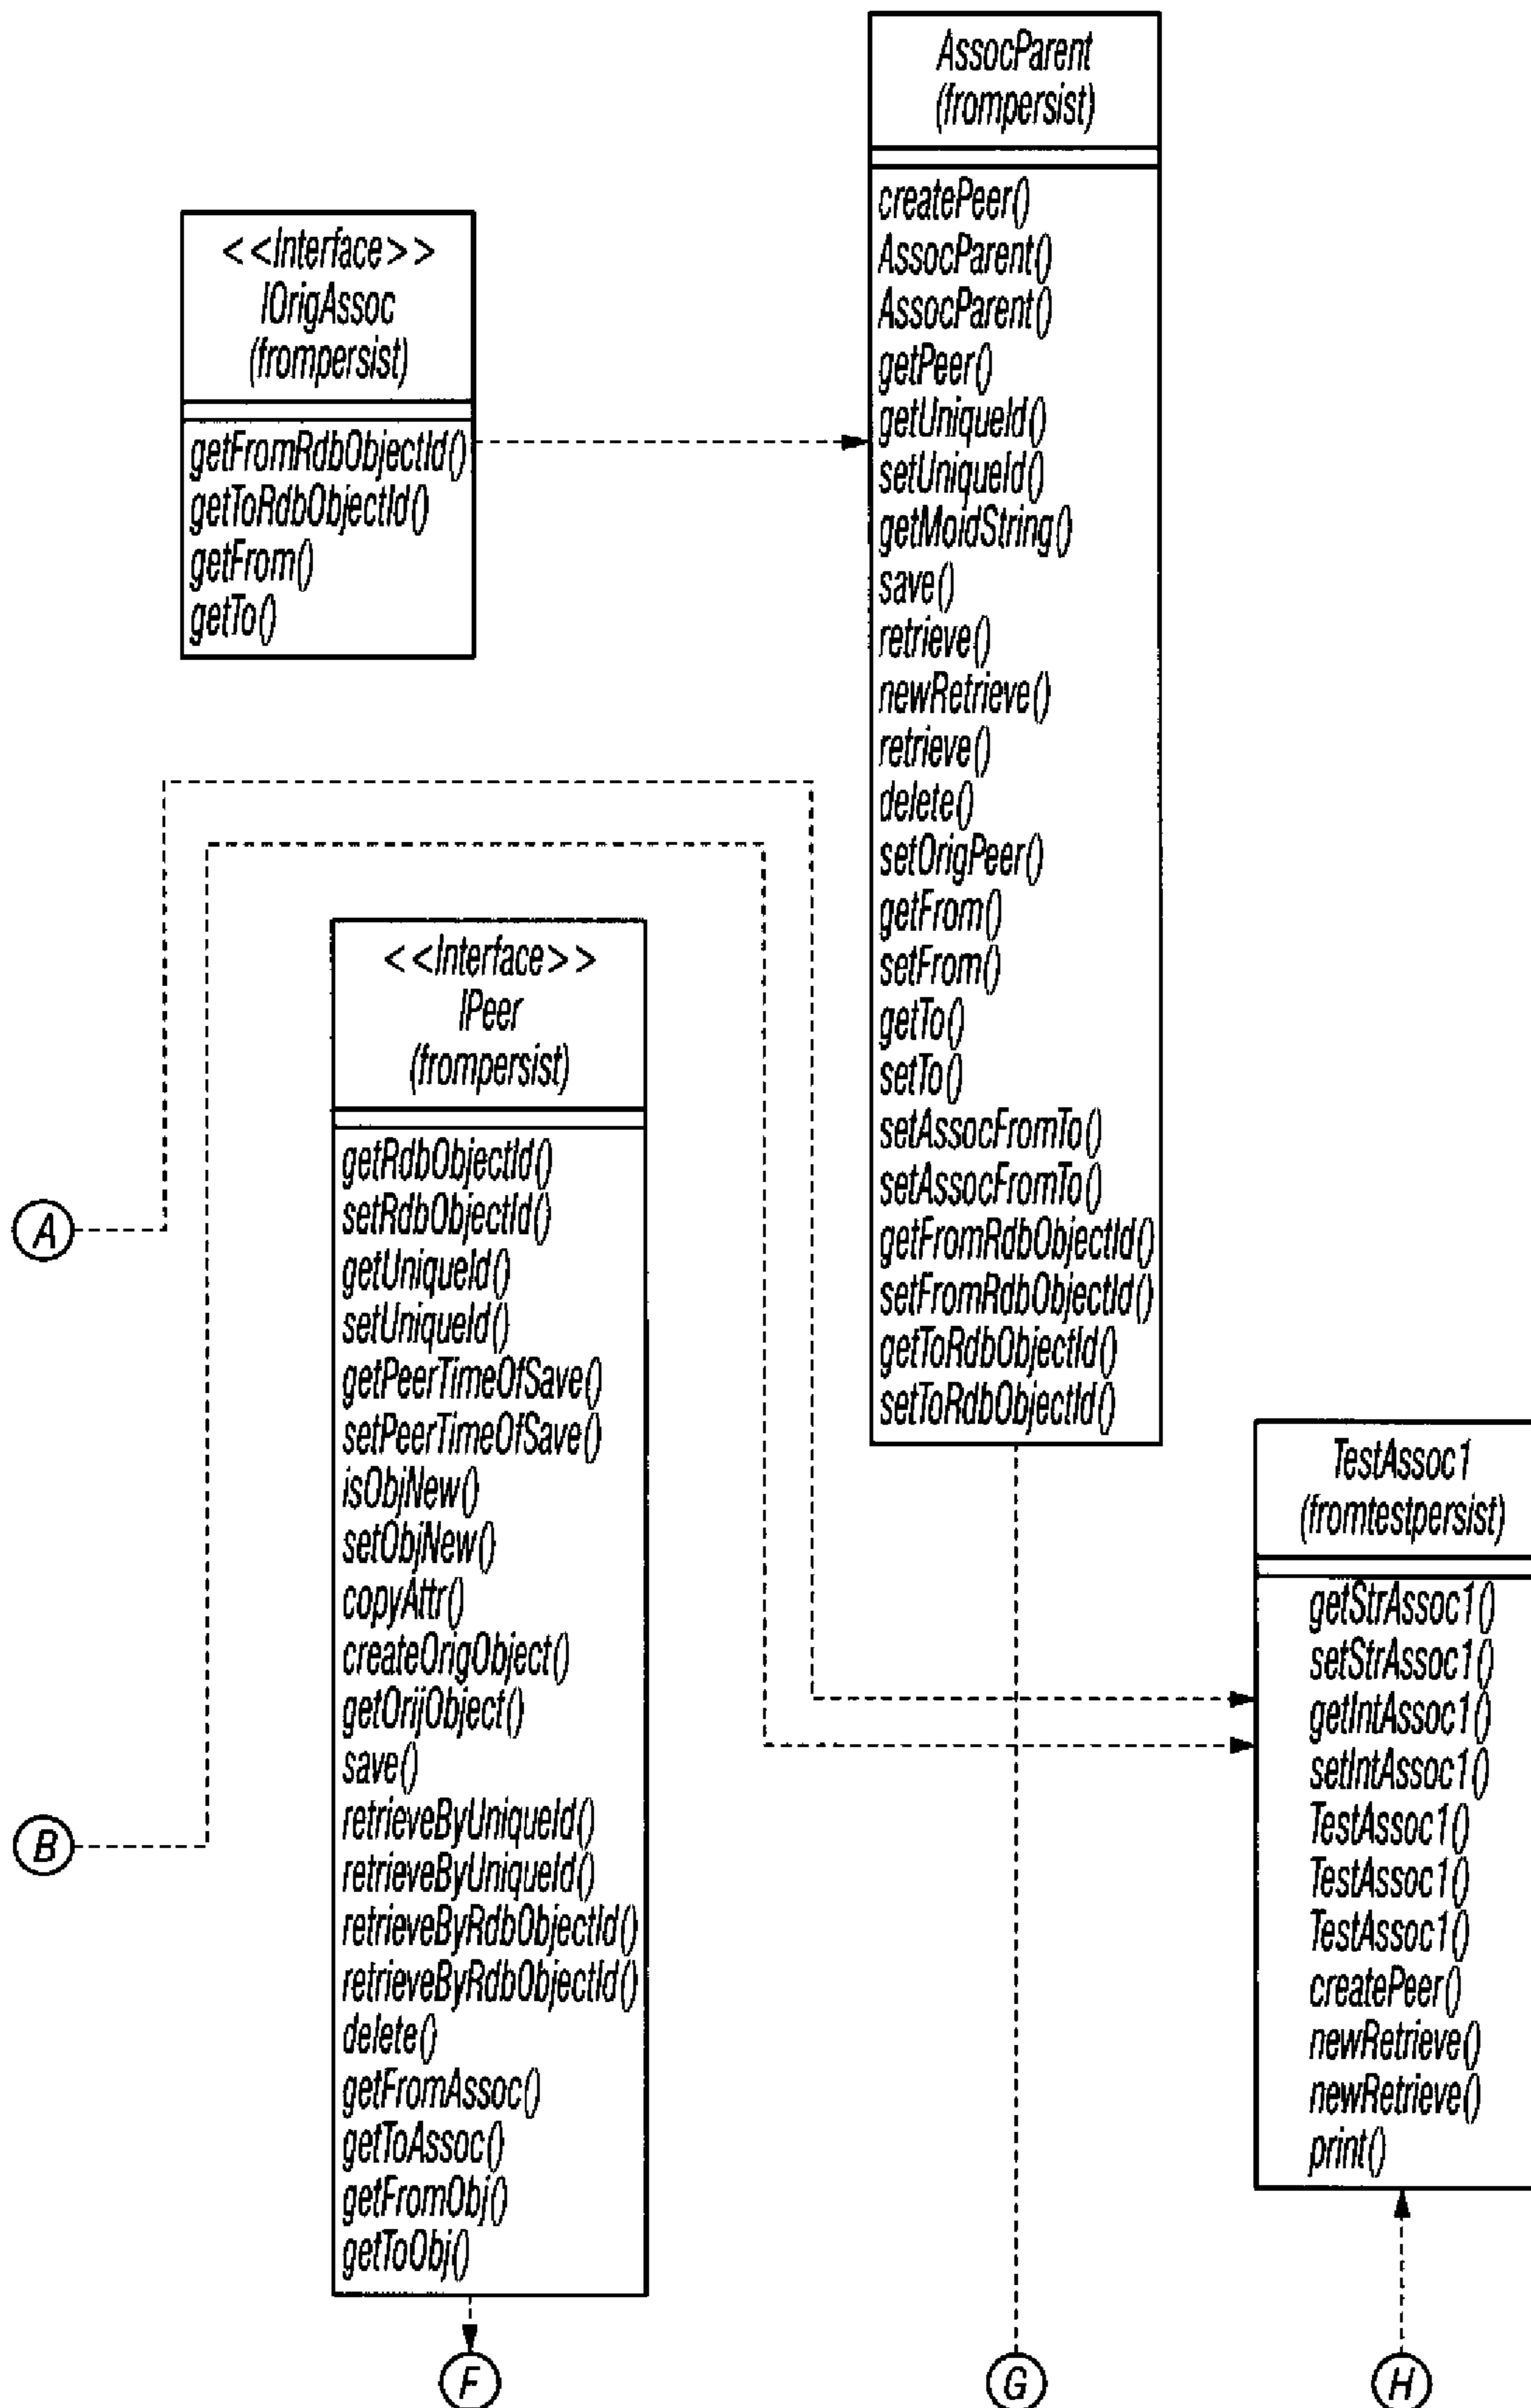 AssocParent
(frompersist)
createPeer()
AssocParent()
AssocParent()
getPeer()
getUniqueId()
setUniqueId()
getMoidString()
save()
retrieve()
newRetrieve()
retrieve()
delete()
setOrigPeer()
getFrom()
setFrom()
getTo()
setTo()
setAssocFromTo()
setAssocFromTo()
getFromRdbObjectId()
setFromRdbObjectId()
getToRdbObjectId()
setToRdbObjectId()
<<Interface>>
IOrigAssoc
(frompersist)
getFromRdbObjectId()
getToRdbObjectId()
getFrom()
getTo()
<<Interface>>
IPeer
(frompersist)
getRdbObjectId()
setRdbObjectId()
getUniqueId()
setUniqueId()
getPeerTimeOfSave()
setPeerTimeOfSave()
isObjNew()
setObjNew()
copyAttr()
createOrigObject()
getOrijObject()
save()
retrieveByUniqueId()
retrieveByUniqueId()
retrieveByRdbObjectId()
retrieveByRdbObjectId()
delete()
getFromAssoc()
getToAssoc()
getFromObj()
getToObj()
A
B
TestAssoc1
(fromtestpersist)
getStrAssoc1()
setStrAssoc1()
getIntAssoc1()
setIntAssoc1()
TestAssoc1()
TestAssoc1()
TestAssoc1()
createPeer()
newRetrieve()
newRetrieve()
print()
F
G
H